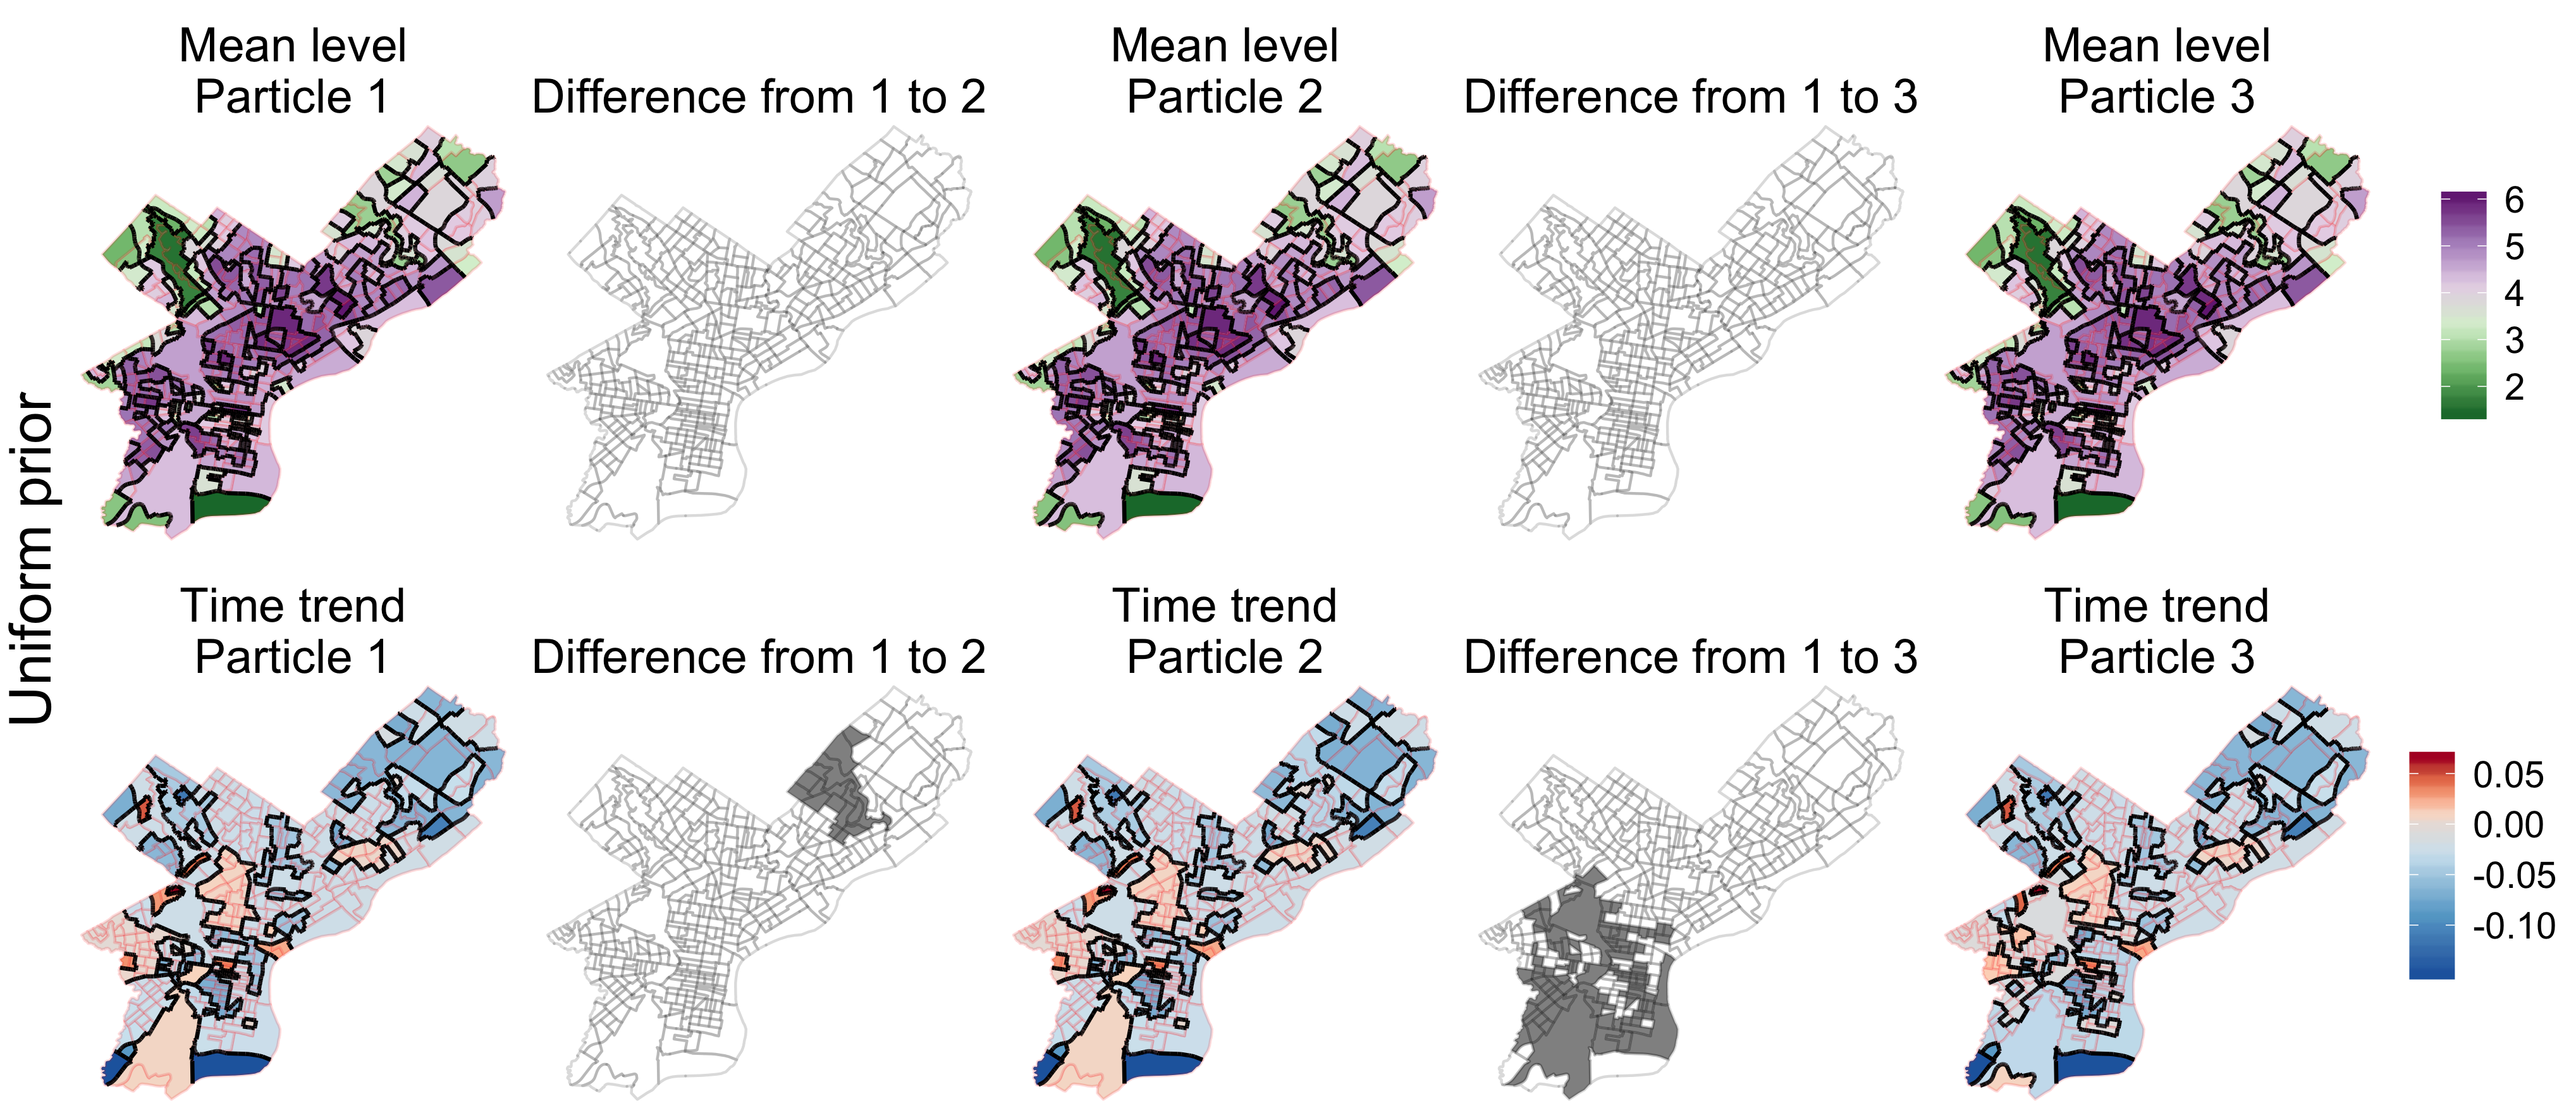 Uniform prior
Mean level
Particle 1
Difference from 1 to 2
Mean level
Particle 2
Difference from 1 to 3
Mean level
Particle 3
6
5
4
3
2
Time trend
Particle 1
Difference from 1 to 2
Time trend
Particle 2
Difference from 1 to 3
Time trend
Particle 3
0.05
0.00
-0.05
-0.10